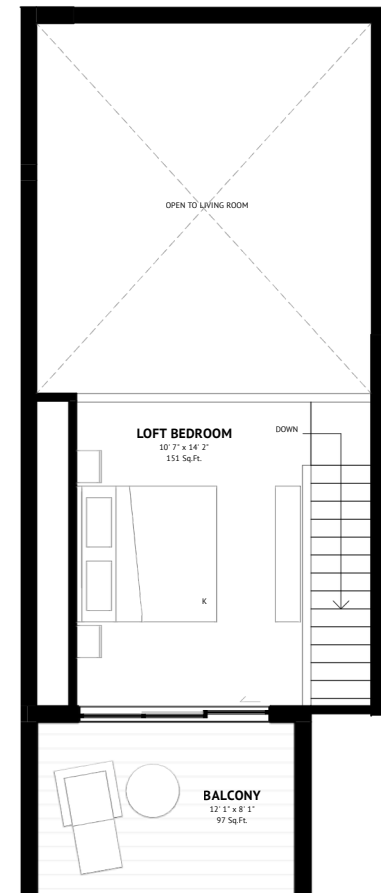 OPEN TO LIVING ROOM
LOFT BEDROOM
10' 7" x 14' 2"
151 Sq.Ft.
DOWN
K
BALCONY
12' 1" x 8' 1"
97 Sq.Ft.